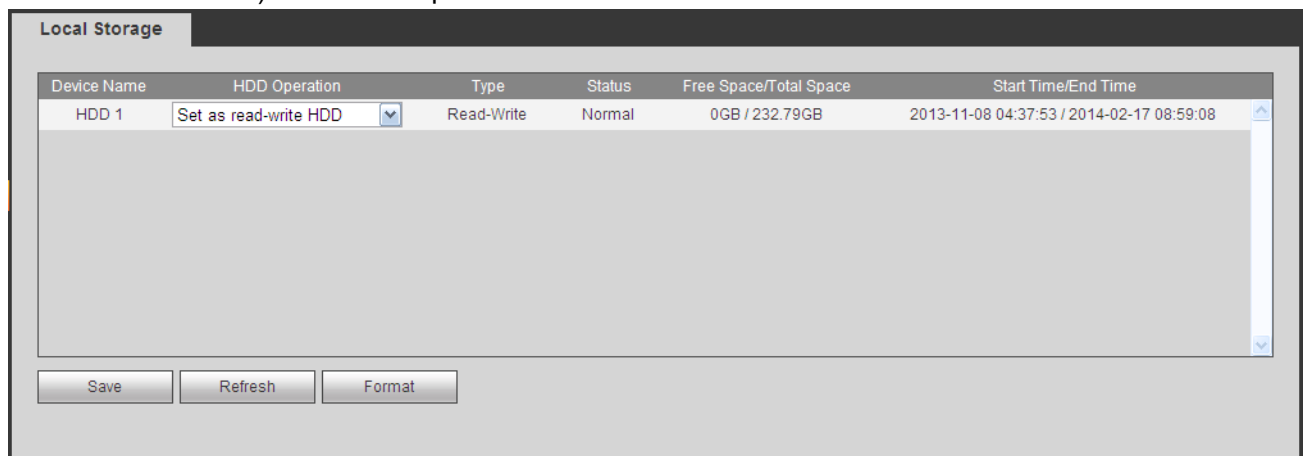 Local Storage
Device Name HDD Operation Type Status Free Space/Total Space Start Time/End Time
HDD 1 Set as read-write HDD Read-Write Normal 0GB / 232.79GB 2013-11-08 04:37:53 / 2014-02-17 08:59:08
Save Refresh Format